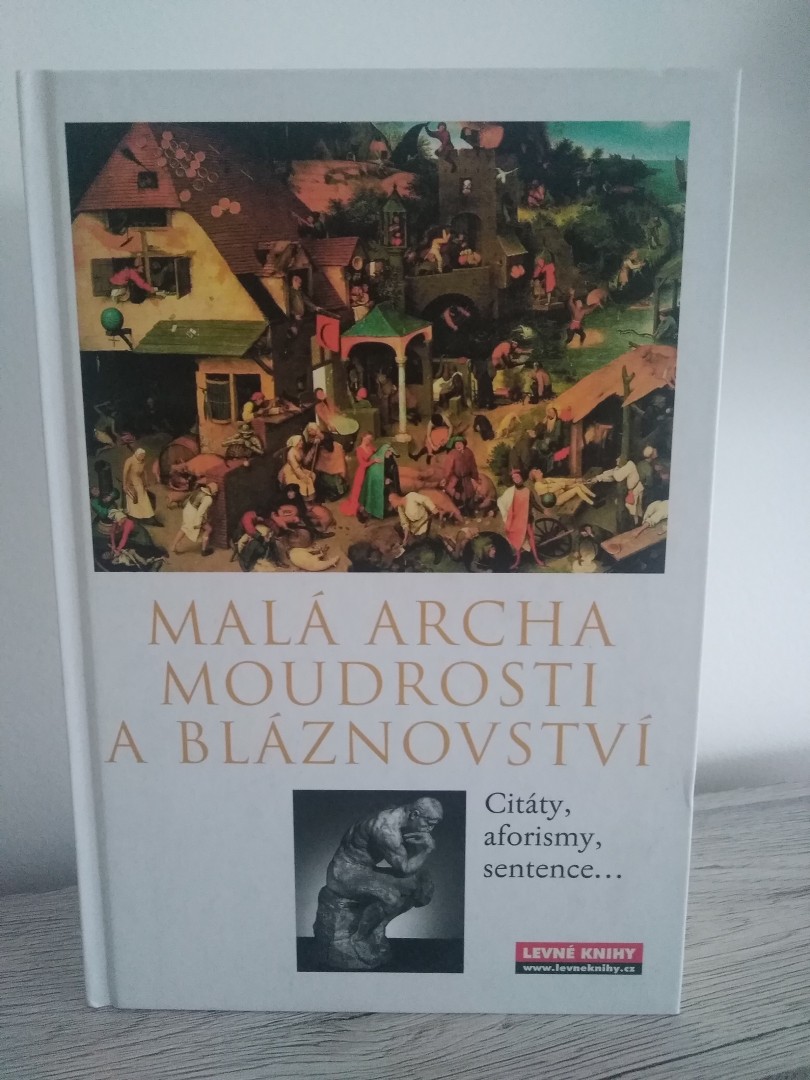 MALÁ ARCHA
MOUDROSTI
A BLÁZNOVSTVÍ
Citáty,
aforismy,
sentence...
LEVNÉ KNIHY
www.levneknihy.cz